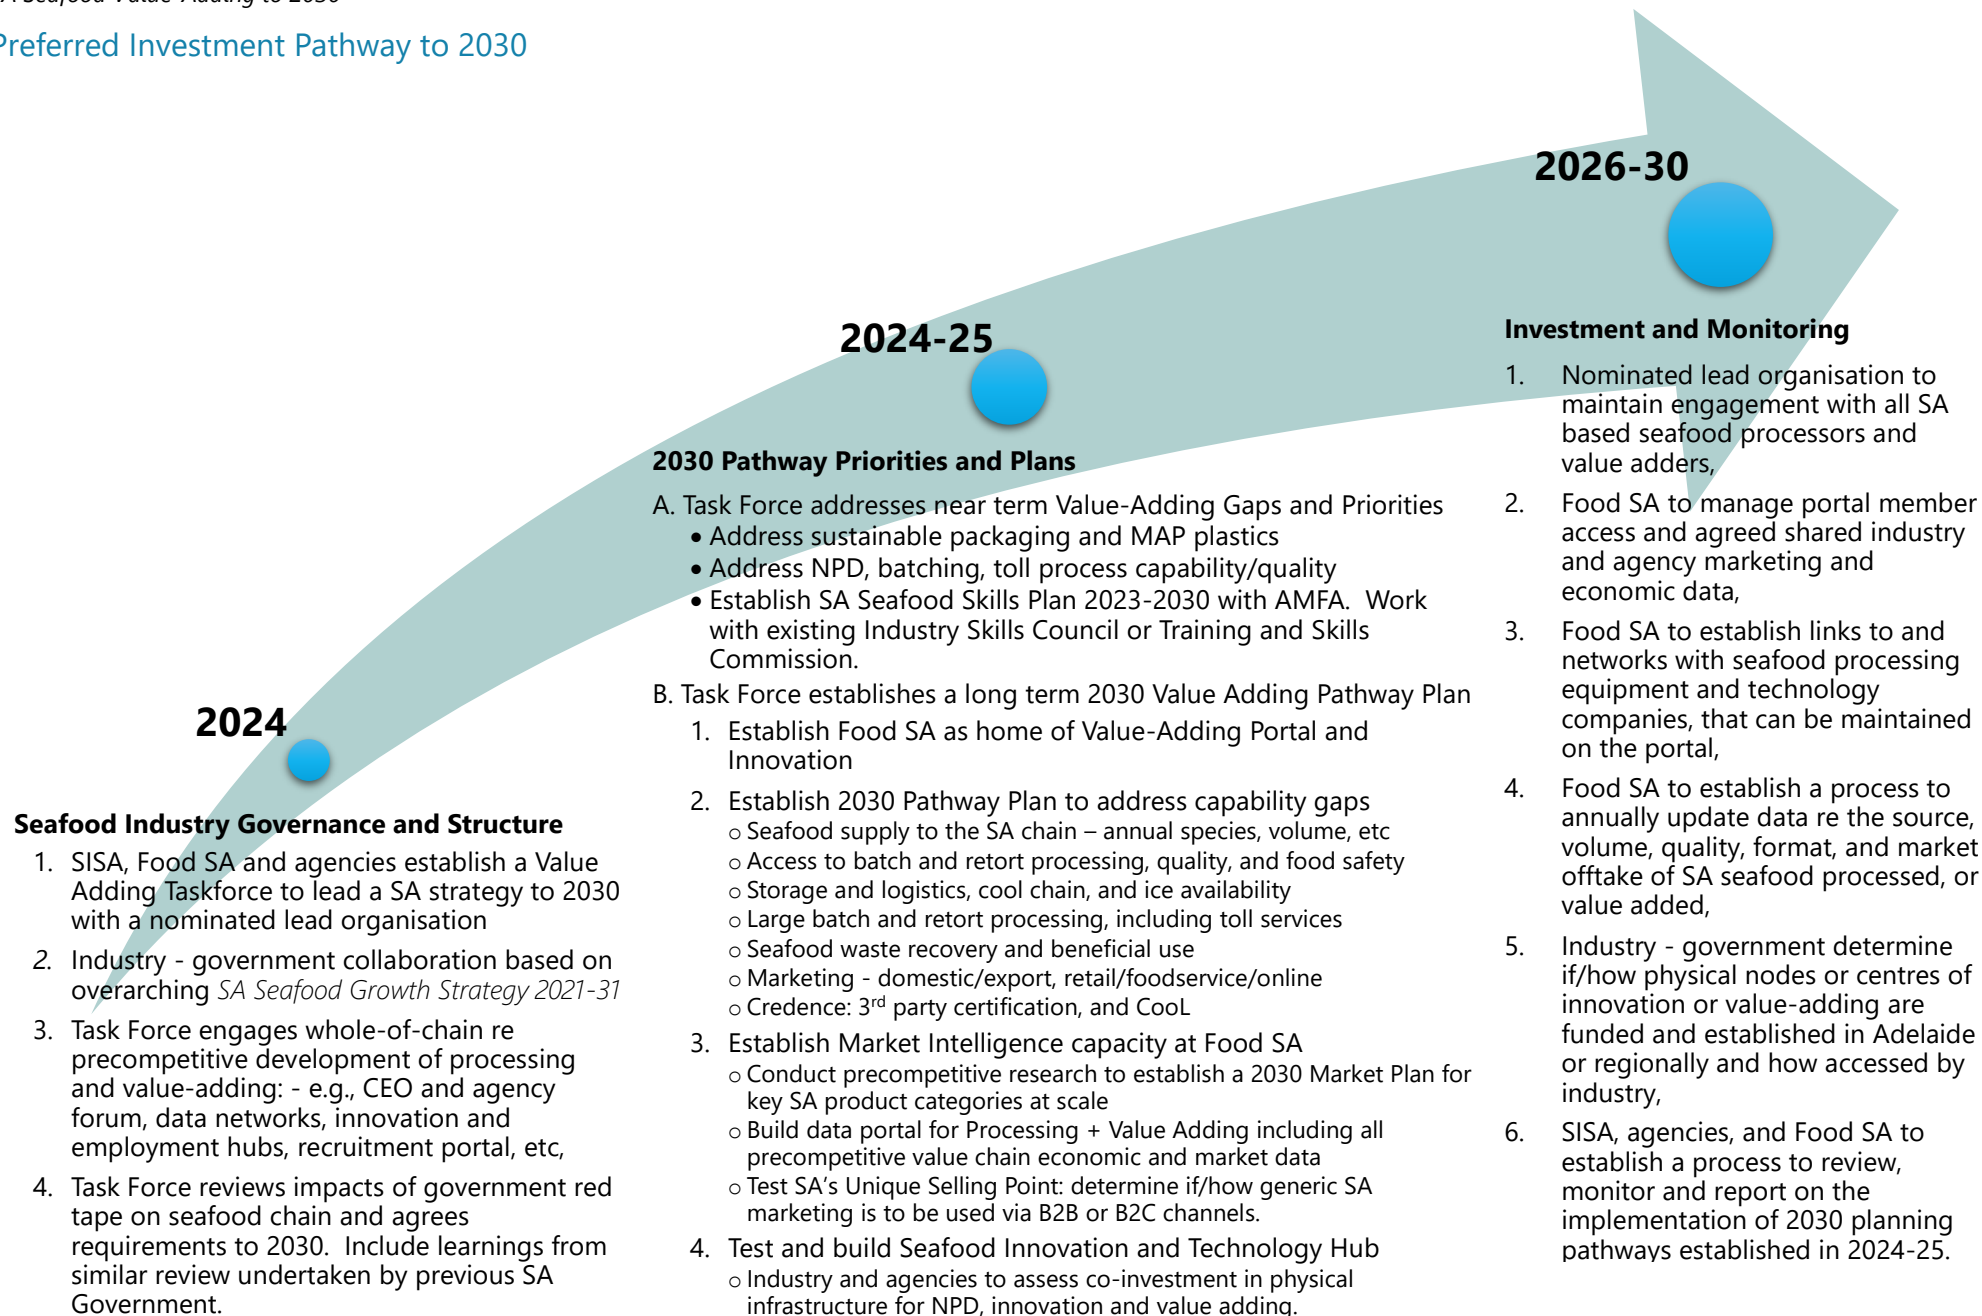 A Seafood Value-Adding to 2030
Preferred Investment Pathway to 2030
2024
Seafood Industry Governance and Structure
1. SISA, Food SA and agencies establish a Value
Adding Taskforce to lead a SA strategy to 2030
with a nominated lead organisation
2. Industry - government collaboration based on
overarching SA Seafood Growth Strategy 2021-31
3. Task Force engages whole-of-chain re
precompetitive development of processing
and value-adding: - e.g., CEO and agency
forum, data networks, innovation and
employment hubs, recruitment portal, etc,
4. Task Force reviews impacts of government red
tape on seafood chain and agrees
requirements to 2030. Include learnings from
similar review undertaken by previous SA
Government.
2024-25
2030 Pathway Priorities and Plans
A. Task Force addresses near term Value-Adding Gaps and Priorities
• Address sustainable packaging and MAP plastics
• Address NPD, batching, toll process capability/quality
• Establish SA Seafood Skills Plan 2023-2030 with AMFA. Work
with existing Industry Skills Council or Training and Skills
Commission.
B. Task Force establishes a long term 2030 Value Adding Pathway Plan
1. Establish Food SA as home of Value-Adding Portal and
Innovation
2. Establish 2030 Pathway Plan to address capability gaps
o Seafood supply to the SA chain – annual species, volume, etc
o Access to batch and retort processing, quality, and food safety
o Storage and logistics, cool chain, and ice availability
o Large batch and retort processing, including toll services
o Seafood waste recovery and beneficial use
o Marketing - domestic/export, retail/foodservice/online
o Credence: 3rd party certification, and CooL
3. Establish Market Intelligence capacity at Food SA
o Conduct precompetitive research to establish a 2030 Market Plan for
key SA product categories at scale
o Build data portal for Processing + Value Adding including all
precompetitive value chain economic and market data
o Test SA’s Unique Selling Point: determine if/how generic SA
marketing is to be used via B2B or B2C channels.
4. Test and build Seafood Innovation and Technology Hub
o Industry and agencies to assess co-investment in physical
infrastructure for NPD, innovation and value adding.
2026-30
Investment and Monitoring
1. Nominated lead organisation to
maintain engagement with all SA
based seafood processors and
value adders,
2. Food SA to manage portal member
access and agreed shared industry
and agency marketing and
economic data,
3. Food SA to establish links to and
networks with seafood processing
equipment and technology
companies, that can be maintained
on the portal,
4. Food SA to establish a process to
annually update data re the source,
volume, quality, format, and market
offtake of SA seafood processed, or
value added,
5. Industry - government determine
if/how physical nodes or centres of
innovation or value-adding are
funded and established in Adelaide
or regionally and how accessed by
industry,
6. SISA, agencies, and Food SA to
establish a process to review,
monitor and report on the
implementation of 2030 planning
pathways established in 2024-25.